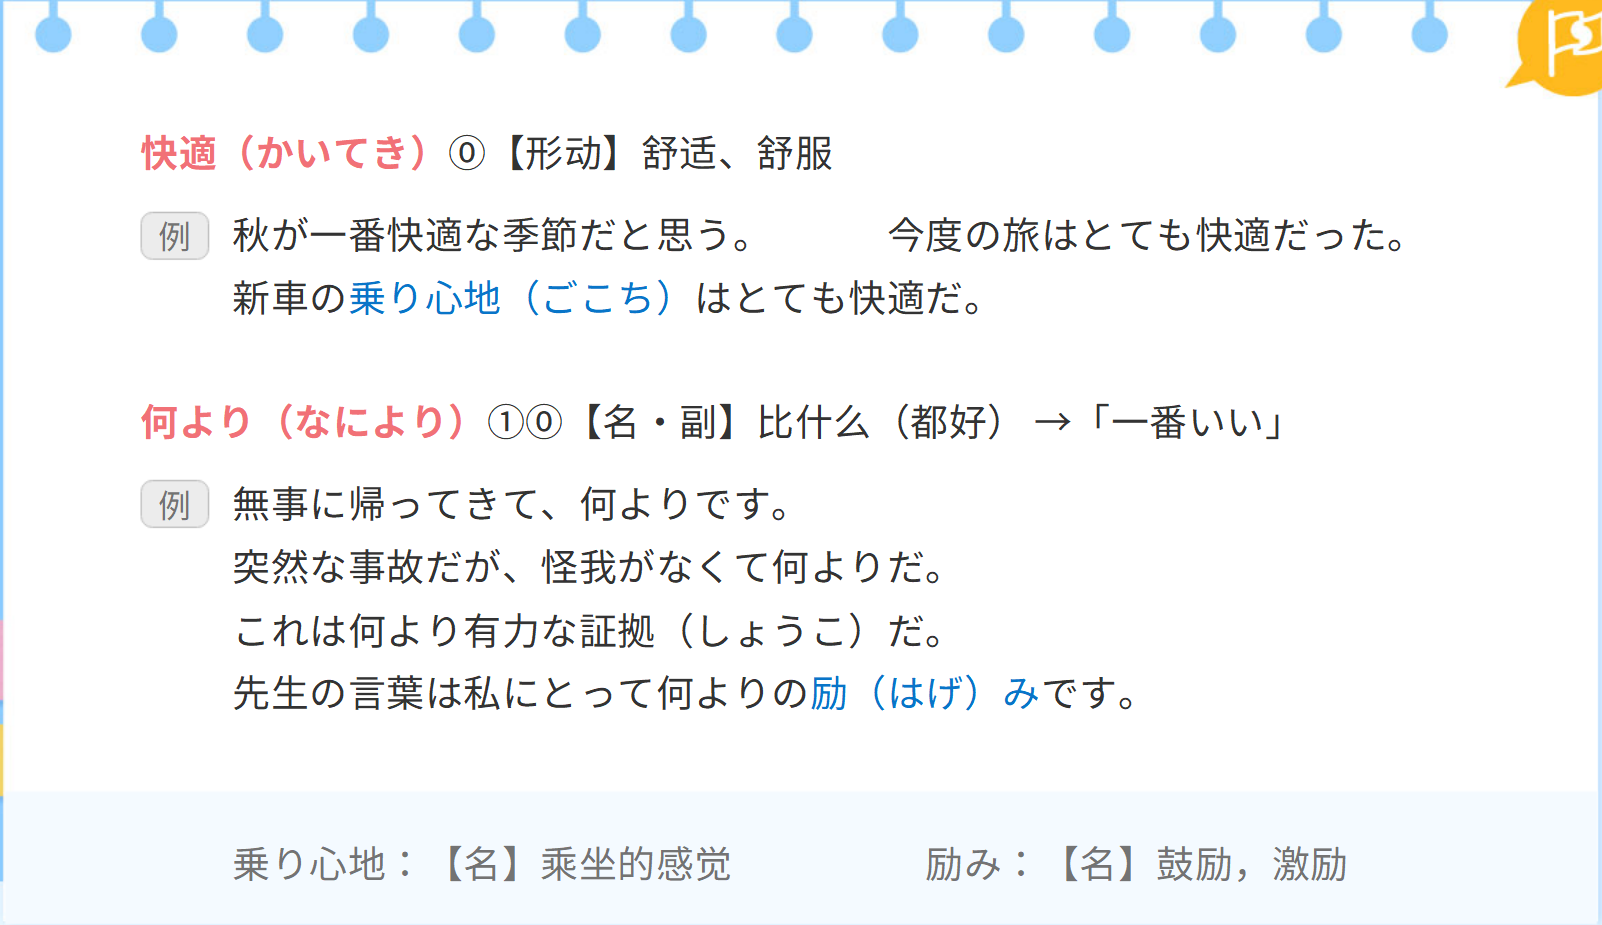 快適（かいてき）⓪【形动】舒适、舒服
例 秋が一番快適な季節だと思う。 今度の旅はとても快適だった。
新車の乗り心地（ごこち）はとても快適だ。
何より（なにより）①⓪【名・副】比什么（都好） →「一番いい」
例 無事に帰ってきて、何よりです。
突然な事故だが、怪我がなくて何よりだ。
これは何より有力な証拠（しょうこ）だ。
先生の言葉は私にとって何よりの励（はげ）みです。
乗り心地：【名】乘坐的感觉 励み：【名】鼓励，激励